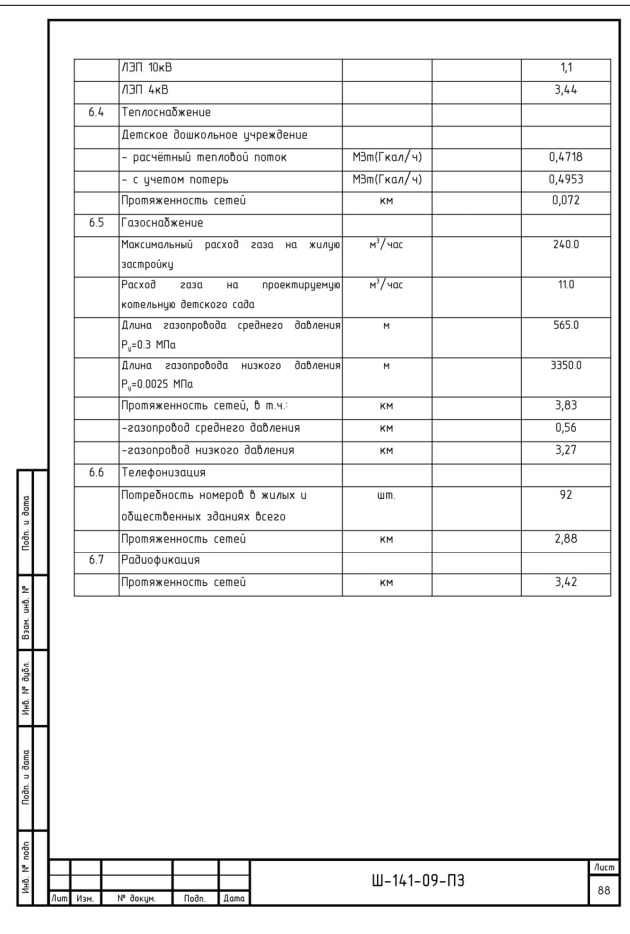 ЛЭП 10кВ 1,1
ЛЭП 4кВ 3,44
6.4 Теплоснабжение
Детское дошкольное учреждение
- расчётный тепловой поток МВт(Гкал/ч) 0,4718
- с учетом потерь МВт(Гкал/ч) 0,4953
Протяженность сетей км 0,072
6.5 Газоснабжение
Максимальный расход газа на жилую м³/час 240.0
застройку
Расход газа на проектируемую м³/час 11.0
котельную детского сада
Длина газопровода среднего давления м 565.0
Pу=0.3 МПа
Длина газопровода низкого давления м 3350.0
Pу=0.0025 МПа
Протяженность сетей, в т.ч.: км 3,83
-газопровод среднего давления км 0,56
-газопровод низкого давления км 3,27
6.6 Телефонизация
Потребность номеров в жилых и шт. 92
общественных зданиях всего
Протяженность сетей км 2,88
6.7 Радиофикация
Протяженность сетей км 3,42
Подп. и дата
Взам. инв. №
Инв. № дубл.
Подп. и дата
Инв. № подп
Ш-141-09-ПЗ
Лист
88
Лит Изм. № докум. Подп. Дата